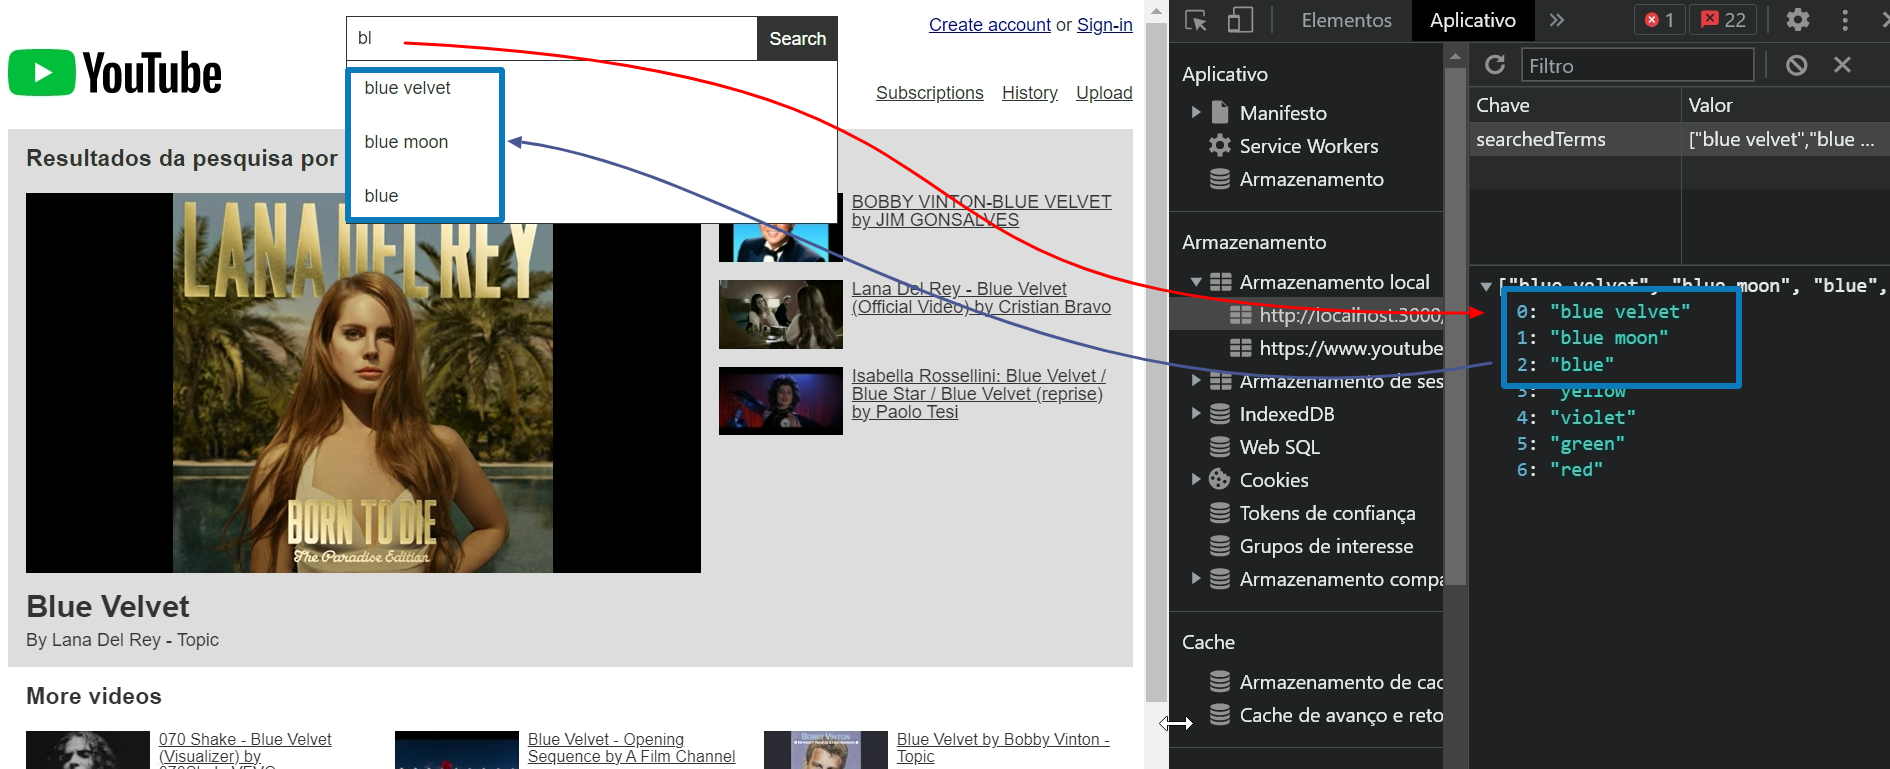 bl
Search
Create account or Sign-in
YouTube
Subscriptions History Upload
blue velvet
blue moon
blue
Resultados da pesquisa por
LANA DEL REY
BORN TO DIE
The Paradise Edition
BOBBY VINTON-BLUE VELVET
by JIM GONSALVES
Lana Del Rey - Blue Velvet
(Official Video) by Cristian Bravo
Isabella Rossellini: Blue Velvet /
Blue Star / Blue Velvet (reprise)
by Paolo Tesi
Blue Velvet
By Lana Del Rey - Topic
More videos
070 Shake - Blue Velvet
(Visualizer) by
Blue Velvet - Opening
Sequence by A Film Channel
BOBBY VINTON
Blue Velvet by Bobby Vinton -
Topic
Elementos
Aplicativo
1
22
Aplicativo
Manifesto
Service Workers
Armazenamento
Armazenamento
Armazenamento local
http://localhost:3000/
https://www.youtube
Armazenamento de ses
IndexedDB
Web SQL
Cookies
Tokens de confiança
Grupos de interesse
Armazenamento compa
Cache
Armazenamento de cac
Cache de avanço e reto
Filtro
Chave Valor
searchedTerms ["blue velvet","blue ...
["blue velvet", "blue moon", "blue",
0: "blue velvet"
1: "blue moon"
2: "blue"
3: "yellow"
4: "violet"
5: "green"
6: "red"